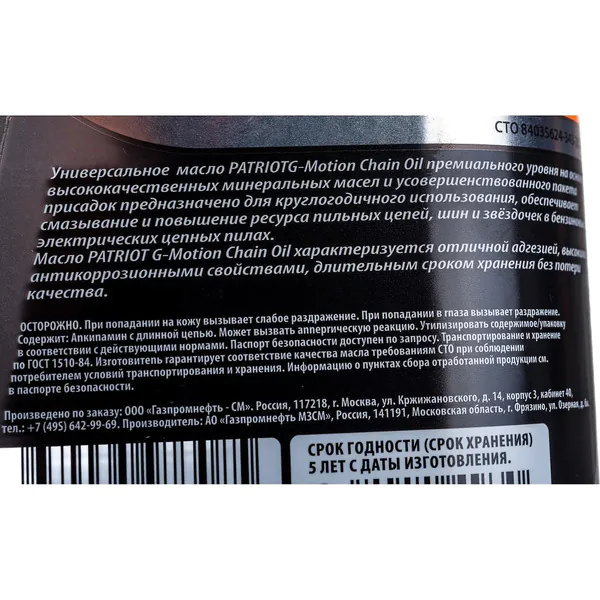 СТО 84035624-343-
Универсальное масло PATRIOTG-Motion Chain Oil премиального уровня на основе
высококачественных минеральных масел и усовершенствованного пакета
присадок предназначено для круглогодичного использования, обеспечивает
смазывание и повышение ресурса пильных цепей, шин и звёздочек в бензиновых
электрических цепных пилах.
Масло PATRIOT G-Motion Chain Oil характеризуется отличной адгезией,
антикоррозионными свойствами, длительным сроком хранения без потери
качества.
ОСТОРОЖНО. При попадании на кожу вызывает слабое раздражение. При попадании в rпаза вызывает раздражение.
Содержит: Апкипамин с длинной цепью. Может вызвать аппергическую реакцию. Утилизировать содержимое/упаковку
в соответствии с действующими нормами. Паспорт безопасности доступен по запросу. Транспортирование и хранение
по ГОСТ 1510-84. Изготовитель гарантирует соответствие качества масла требованиям СТО при соблюдении
потребителем условий транспортирования и хранения. Информацию о пунктах сбора отработанной продукции см.
в паспорте безопасности.
Произведено по заказу: ООО «Газпромнефть - СМ». Россия, 117218, г. Москва, ул. Кржижановского, д. 14, корпус 3, кабинет 40,
тел.: +7 (495) 642-99-69. Производитель: АО «Газпромнефть МЗСМ», Россия, 141191, Московская область, г. Фрязино, ул. Озерная, д.
СРОК ГОДНОСТИ (СРОК ХРАНЕНИЯ)
5 ЛЕТ С ДАТЫ ИЗГОТОВЛЕНИЯ.